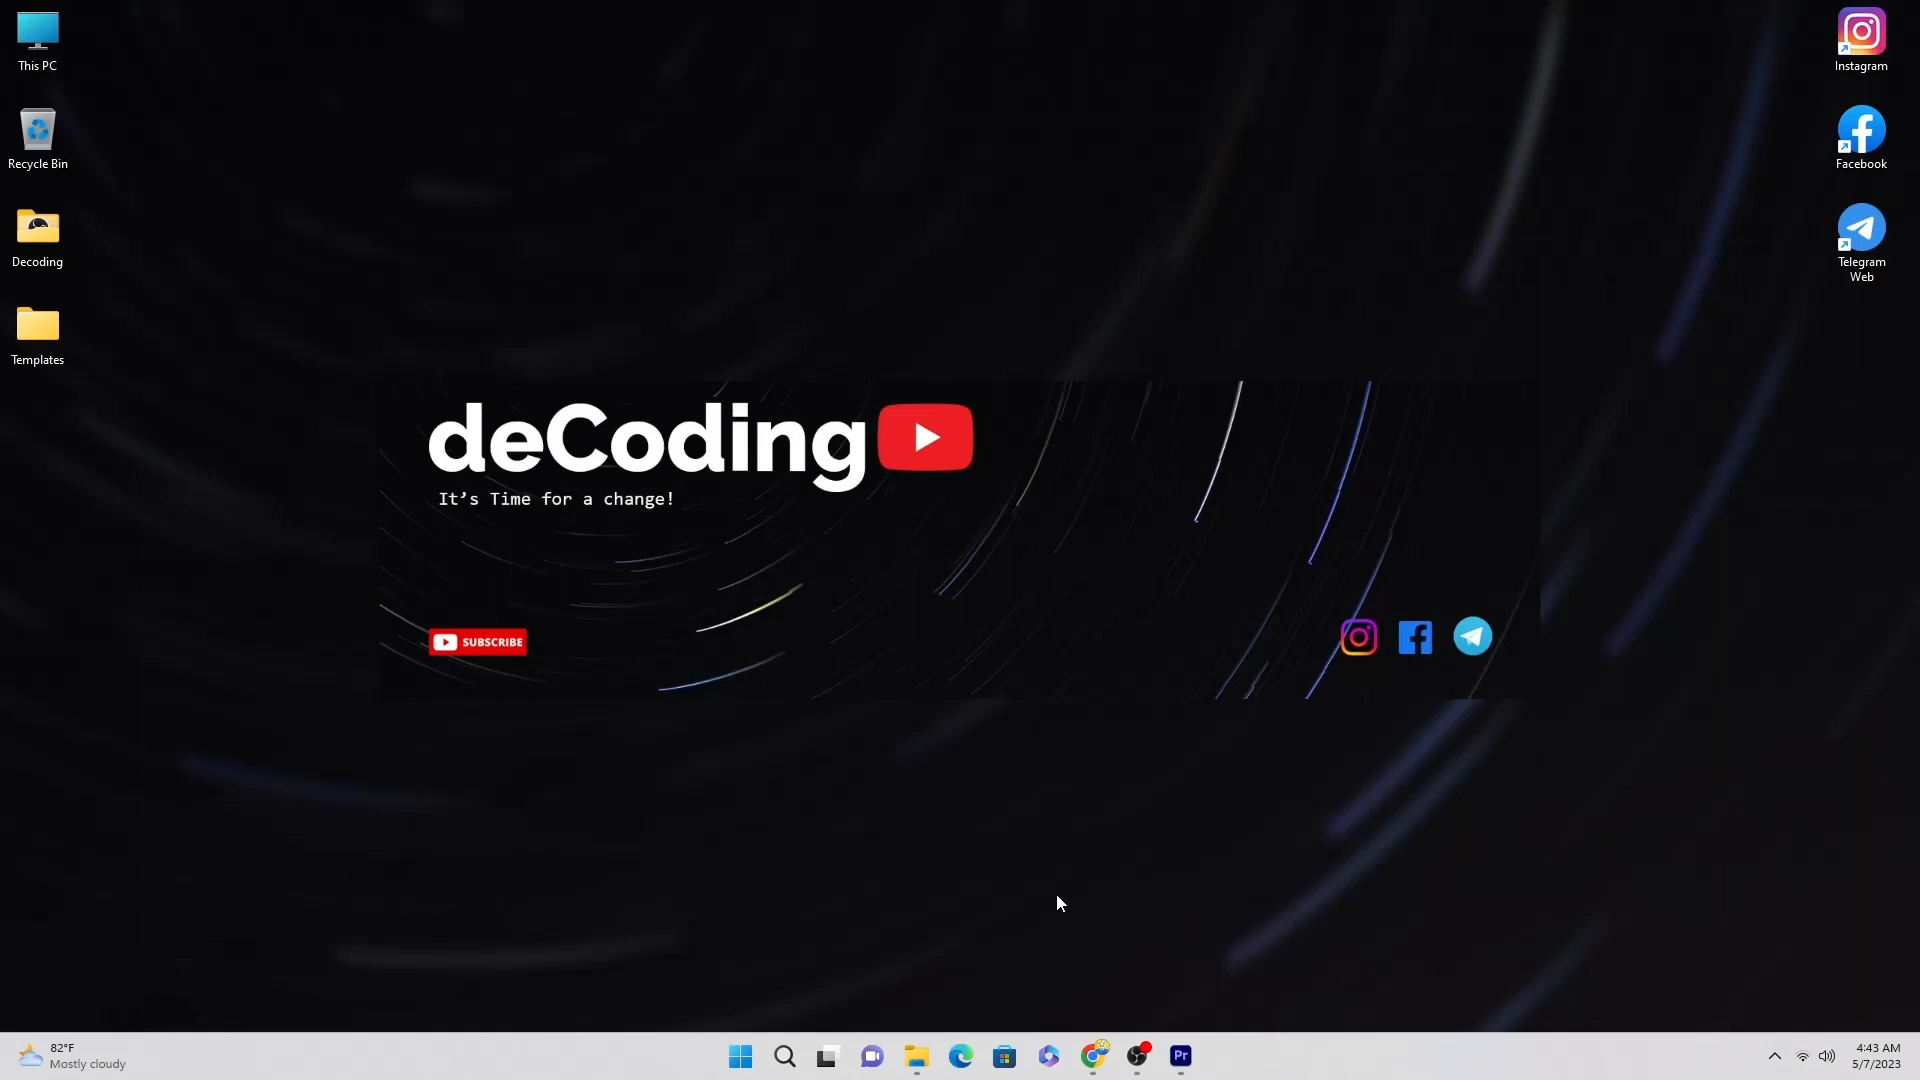 This PC
Recycle Bin
Decoding
Templates
Instagram
Facebook
Telegram
Web
deCoding
It’s Time for a change!
SUBSCRIBE
82°F
Mostly cloudy
Pr
4:43 AM
5/7/2023